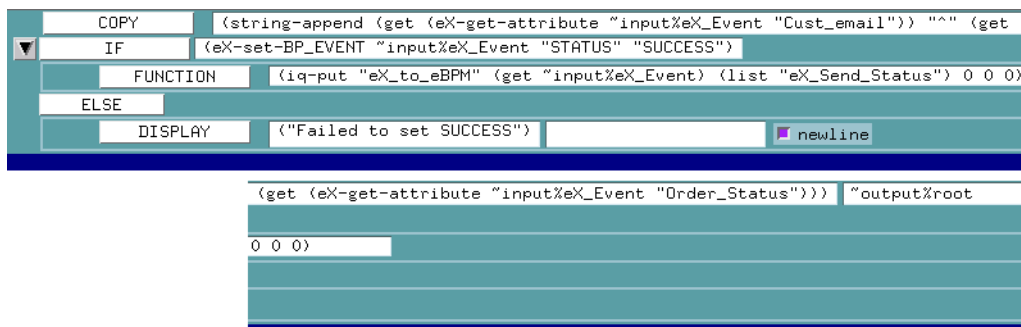 COPY (string-append (get (eX-get-attribute ~input%eX_Event "Cust_email")) "^" (get
IF (eX-set-BP_EVENT ~input%eX_Event "STATUS" "SUCCESS")
FUNCTION (iq-put "eX_to_eBPM" (get ~input%eX_Event) (list "eX_Send_Status") 0 0 0)
ELSE
DISPLAY ("Failed to set SUCCESS") newline
(get (eX-get-attribute ~input%eX_Event "Order_Status"))) ~output%root
0 0 0)